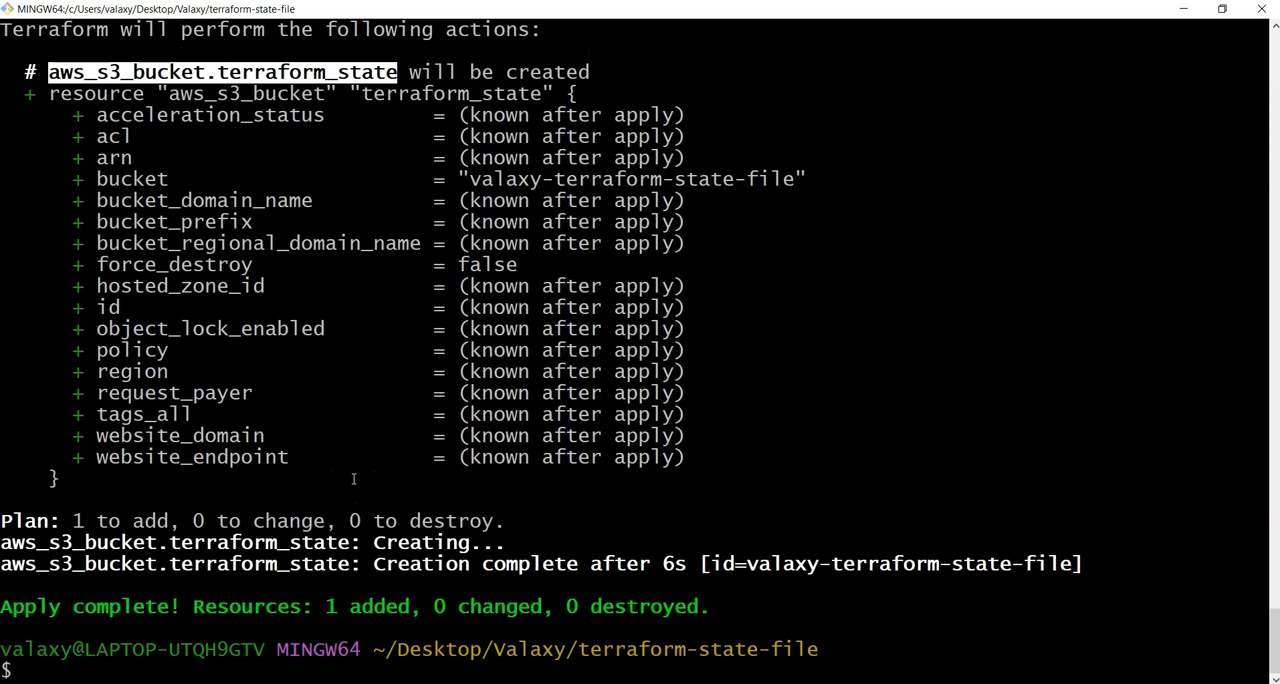 MINGW64:/c/Users/valaxy/Desktop/Valaxy/terraform-state-file
Terraform will perform the following actions:
# aws_s3_bucket.terraform_state will be created
+ resource "aws_s3_bucket" "terraform_state" {
+ acceleration_status = (known after apply)
+ acl = (known after apply)
+ arn = (known after apply)
+ bucket = "valaxy-terraform-state-file"
+ bucket_domain_name = (known after apply)
+ bucket_prefix = (known after apply)
+ bucket_regional_domain_name = (known after apply)
+ force_destroy = false
+ hosted_zone_id = (known after apply)
+ id = (known after apply)
+ object_lock_enabled = (known after apply)
+ policy = (known after apply)
+ region = (known after apply)
+ request_payer = (known after apply)
+ tags_all = (known after apply)
+ website_domain = (known after apply)
+ website_endpoint = (known after apply)
}
Plan: 1 to add, 0 to change, 0 to destroy.
aws_s3_bucket.terraform_state: Creating...
aws_s3_bucket.terraform_state: Creation complete after 6s [id=valaxy-terraform-state-file]
Apply complete! Resources: 1 added, 0 changed, 0 destroyed.
valaxy@LAPTOP-UTQH9GTV MINGW64 ~/Desktop/Valaxy/terraform-state-file
$